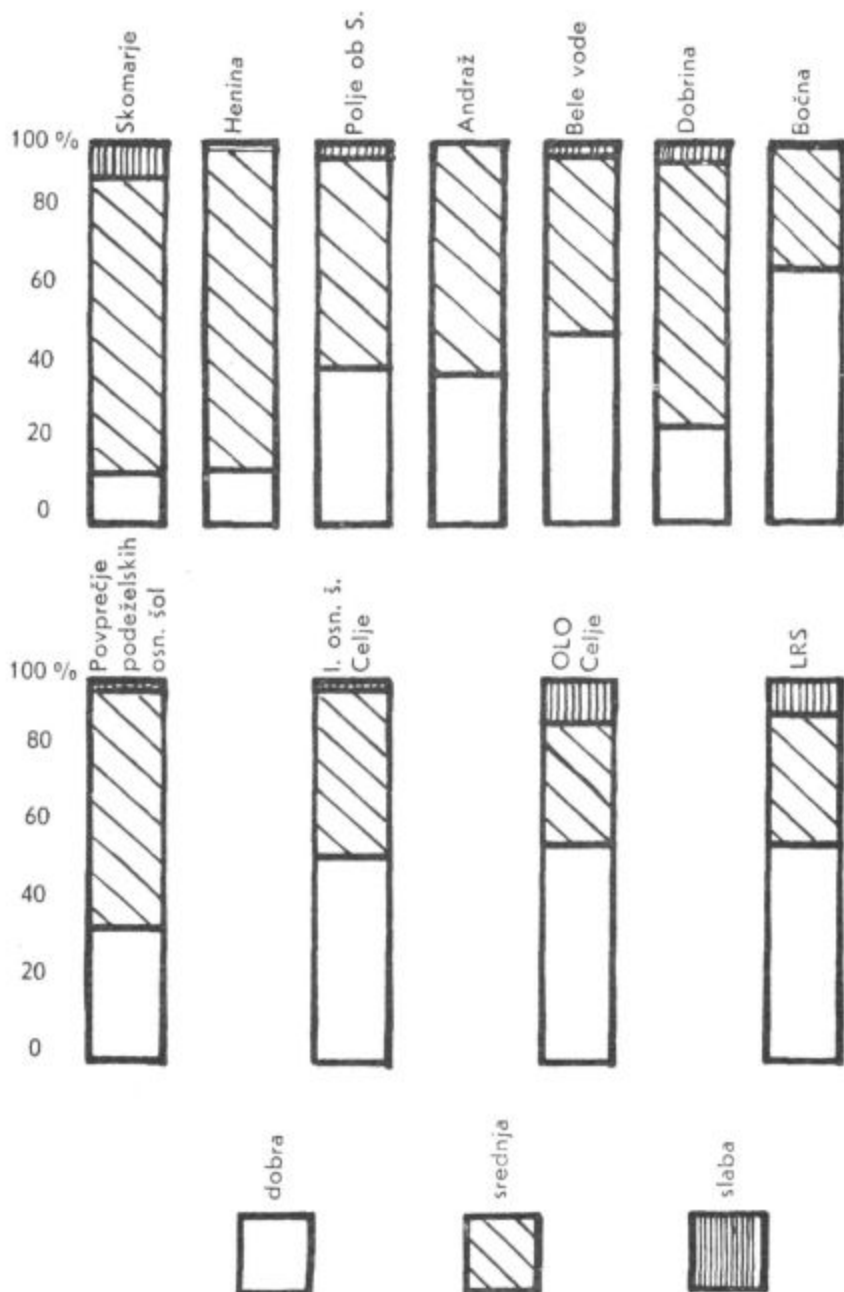 Skomarje
Henina
Polje ob S.
Andraž
Bele vode
Dobrina
Bočna
100 %
80
60
40
20
0
Povprečje
podeželskih
osn. šol
I. osn. š.
Celje
OLO
Celje
LRS
100 %
80
60
40
20
0
dobra
srednja
slaba